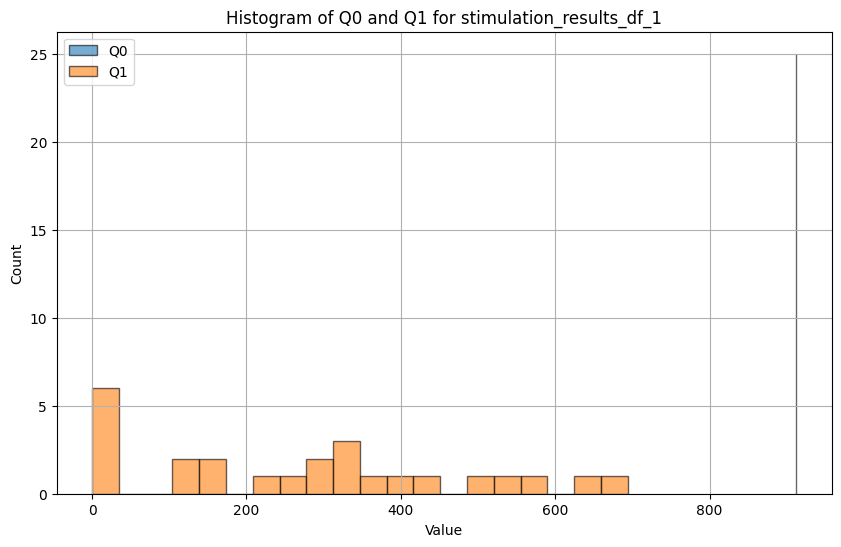 Histogram of Q0 and Q1 for stimulation_results_df_1
Q0
Q1
25
20
15
10
5
0
Count
0 200 400 600 800
Value